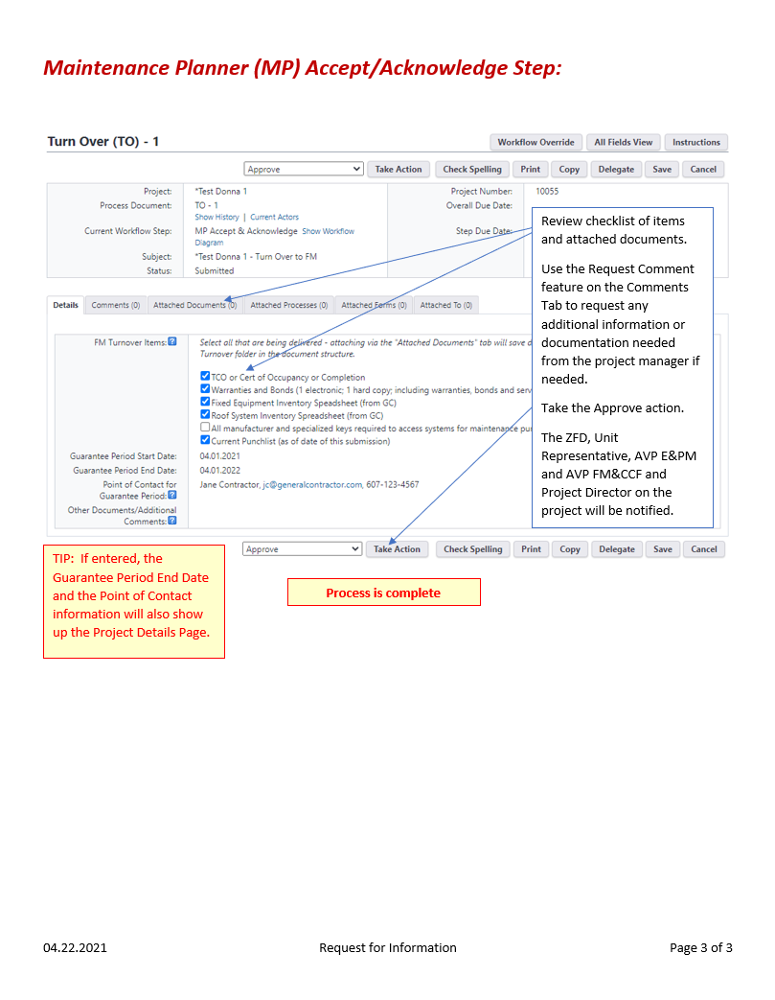 Maintenance Planner (MP) Accept/Acknowledge Step:
Turn Over (TO) - 1
Workflow Override
All Fields View
Instructions
Approve
Take Action
Check Spelling
Print
Copy
Delegate
Save
Cancel
Project: *Test Donna 1
Project Number: 10055
Process Document: TO - 1
Overall Due Date:
Show History | Current Actors
Current Workflow Step: MP Accept & Acknowledge Show Workflow
Diagram
Step Due Date:
Subject: *Test Donna 1 - Turn Over to FM
Status: Submitted
Review checklist of items
and attached documents.
Use the Request Comment
feature on the Comments
Tab to request any
additional information or
documentation needed
from the project manager if
needed.
Take the Approve action.
The ZFD, Unit
Representative, AVP E&PM
and AVP FM&CCF and
Project Director on the
project will be notified.
Details
Comments (0)
Attached Documents (0)
Attached Processes (0)
Attached Forms (0)
Attached To (0)
FM Turnover Items:
Select all that are being delivered - attaching via the "Attached Documents" tab will save d
Turnover folder in the document structure.
TCO or Cert of Occupancy or Completion
Warranties and Bonds (1 electronic; 1 hard copy; including warranties, bonds and serv
Fixed Equipment Inventory Speadsheet (from GC)
Roof System Inventory Spreadsheet (from GC)
All manufacturer and specialized keys required to access systems for maintenance pu
Current Punchlist (as of date of this submission)
Guarantee Period Start Date: 04.01.2021
Guarantee Period End Date: 04.01.2022
Point of Contact for
Guarantee Period:
Jane Contractor, jc@generalcontractor.com, 607-123-4567
Other Documents/Additional
Comments:
Approve
Take Action
Check Spelling
Print
Copy
Delegate
Save
Cancel
TIP: If entered, the
Guarantee Period End Date
and the Point of Contact
information will also show
up the Project Details Page.
Process is complete
04.22.2021
Request for Information
Page 3 of 3